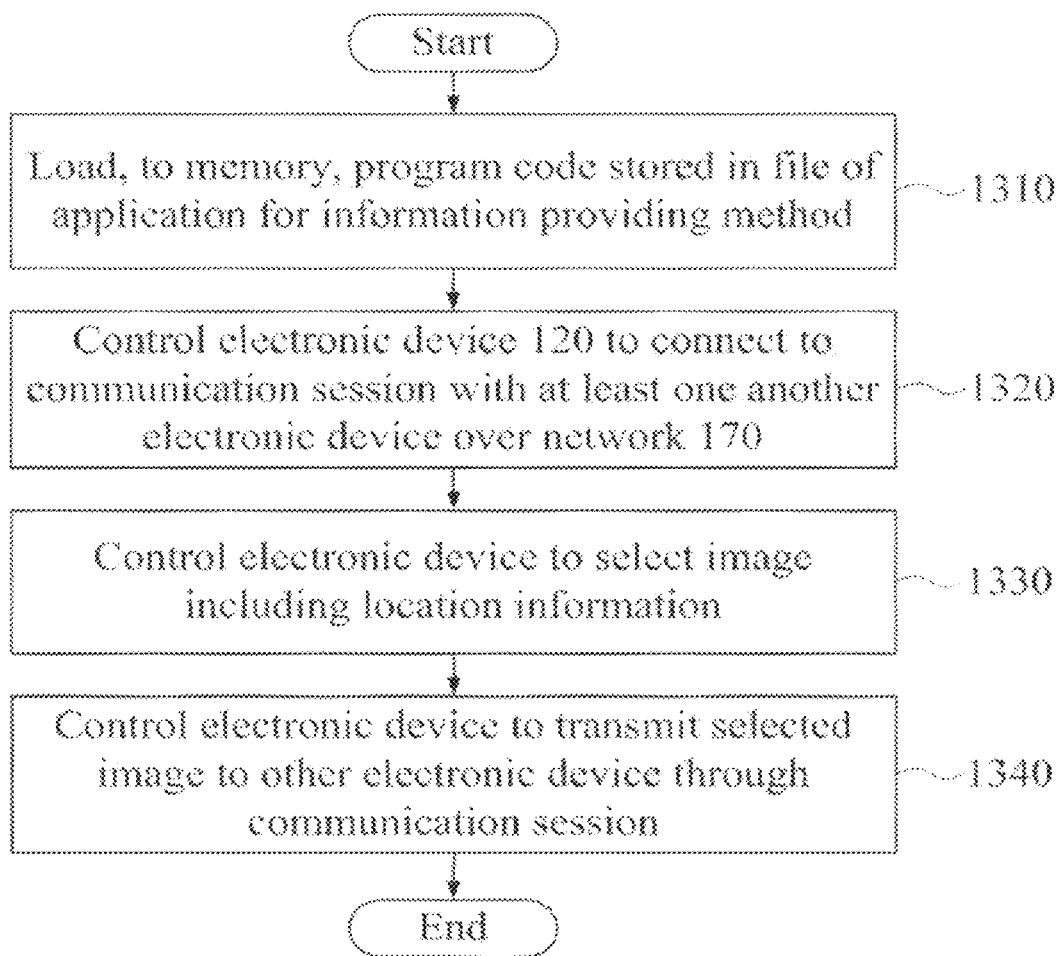 Start
Load, to memory, program code stored in file of
application for information providing method
1310
Control electronic device 120 to connect to
communication session with at least one another
electronic device over network 170
1320
Control electronic device to select image
including location information
1330
Control electronic device to transmit selected
image to other electronic device through
communication session
1340
End